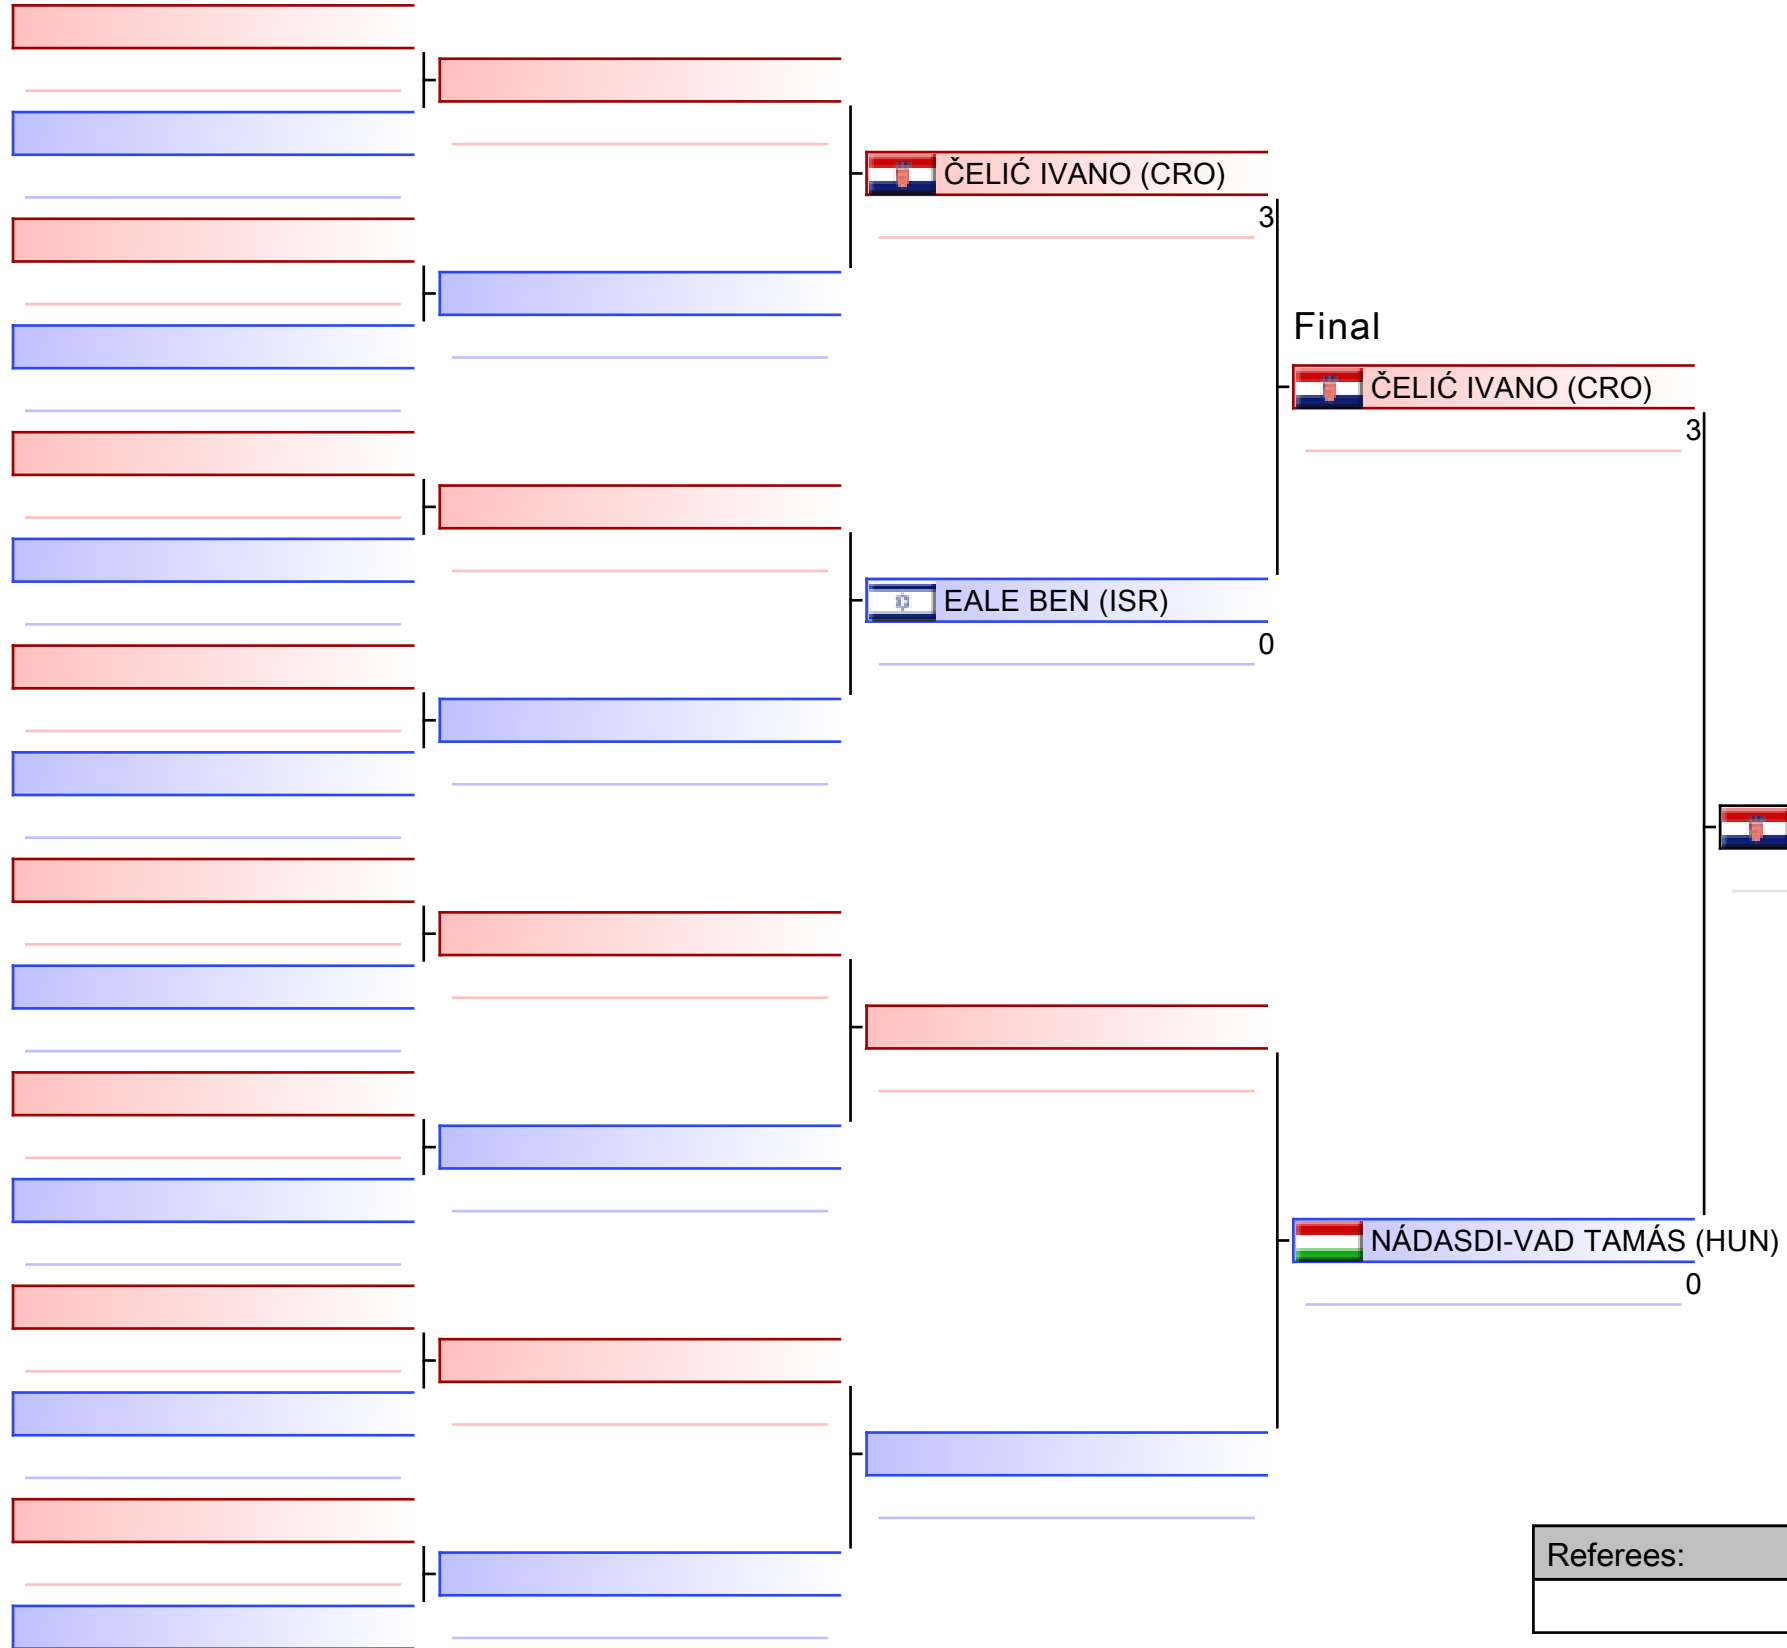 ČELIĆ IVANO (CRO)
3
Final
ČELIĆ IVANO (CRO)
3
EALE BEN (ISR)
0
NÁDASDI-VAD TAMÁS (HUN)
0
Referees: